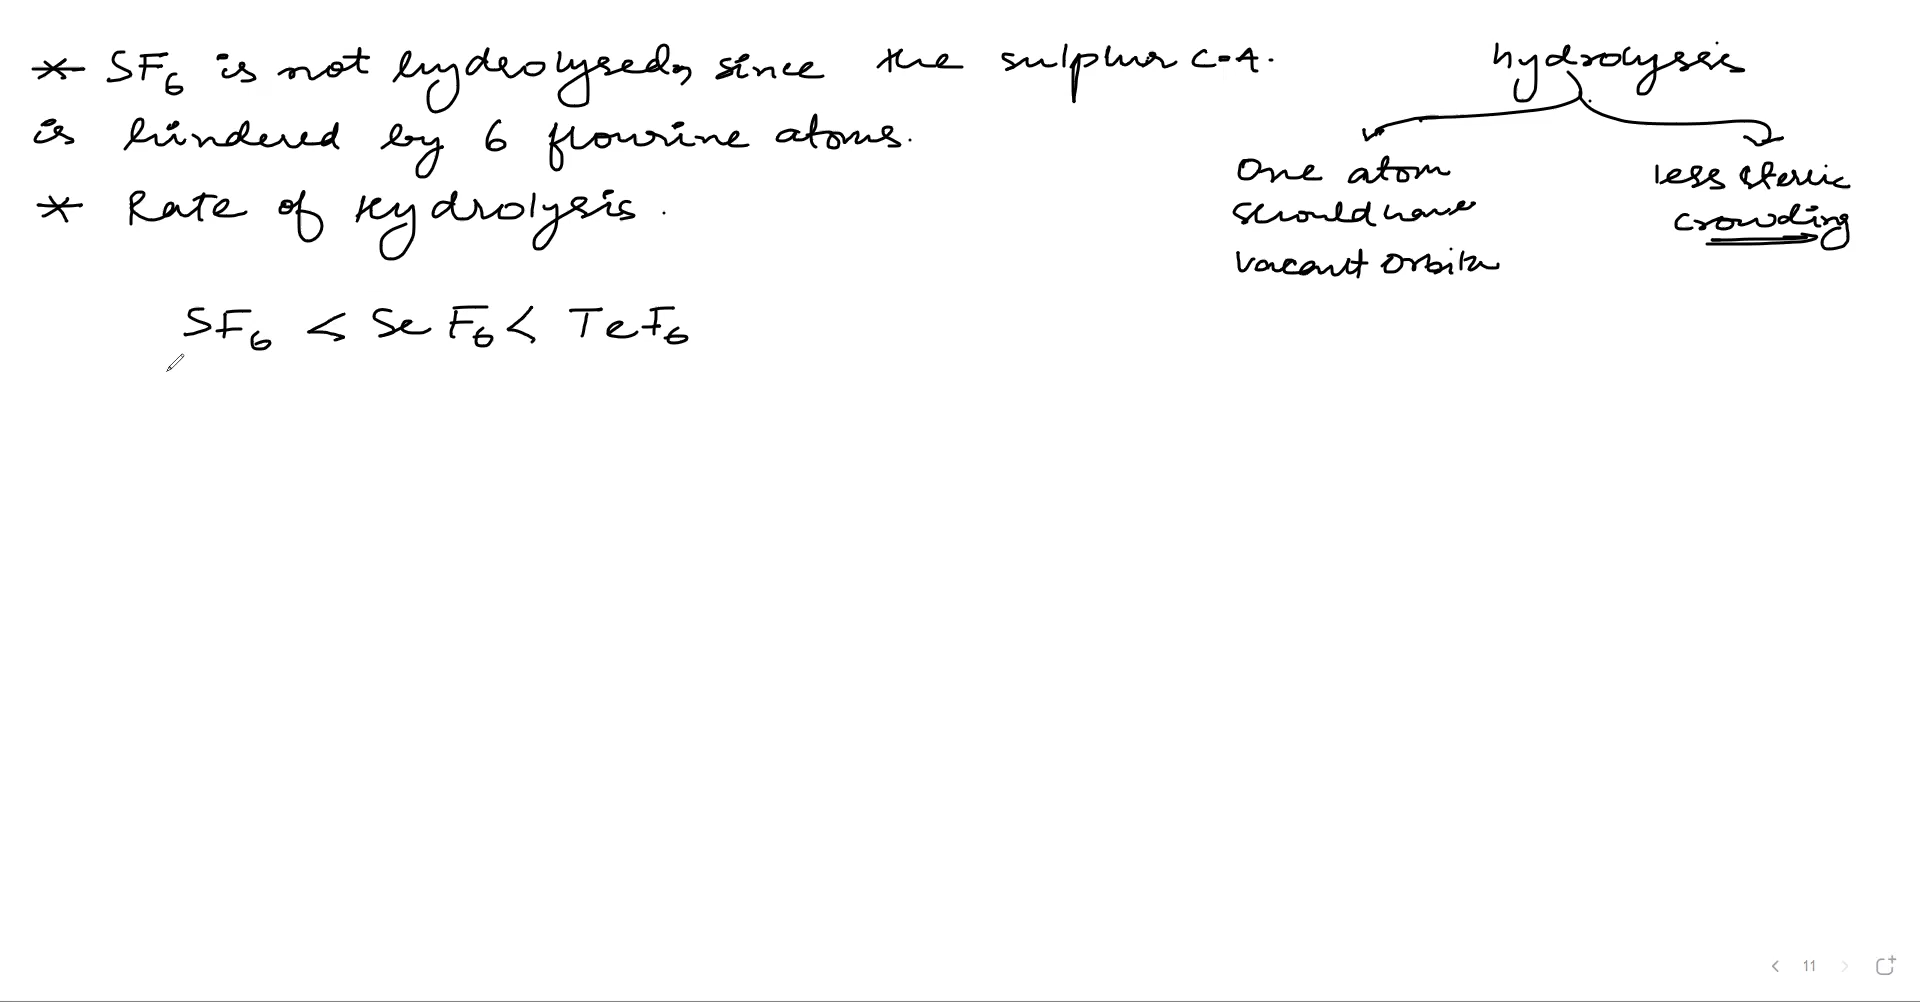 * SF6 is not hydrolysed, since the sulphur C.A.
is hindered by 6 flourine atoms.
* Rate of Hydrolysis.
SF6 < SeF6 < TeF6
hydrolysis
One atom
should have
vacant orbital
less steric
crowding
11